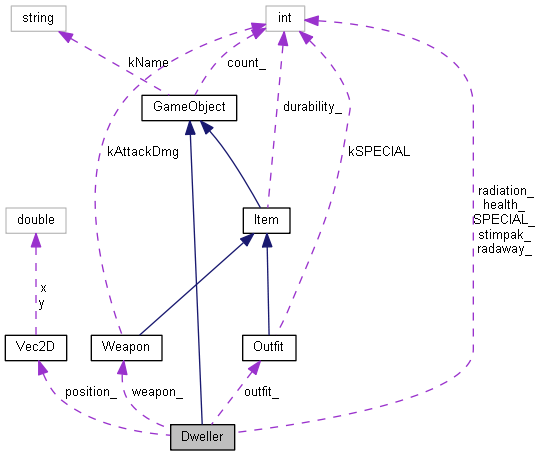 string
int
kName
count_
GameObject
durability_
kAttackDmg
kSPECIAL
radiation_
health_
SPECIAL_
stimpak_
radaway_
double
Item
x
y
Vec2D
Weapon
Outfit
position_
weapon_
outfit_
Dweller